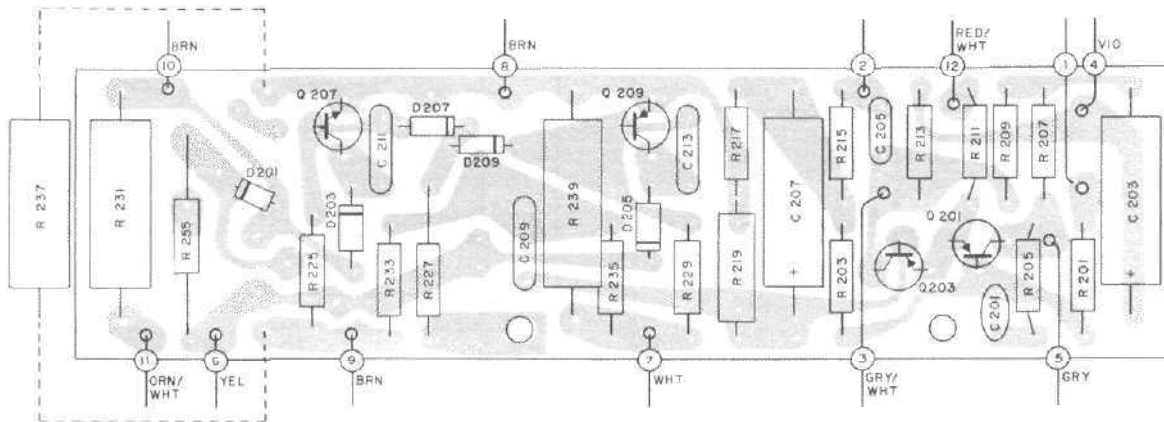 BRN
10
BRN
8
2
RED/
WHT
12
1
VIO
4
Q 207
D207
D209
C 211
Q 209
C 213
R 217
C 207
R 215
C 205
R 213
R 211
R 209
R 207
C 203
+
R 237
R 231
R 255
D201
D203
R 225
R 233
R 227
C 209
R 239
D205
R 235
R 229
R 219
+
R 203
Q 201
Q203
C 201
R 205
R 201
11
ORN/
WHT
YEL
9
BRN
7
WHT
3
GRY/
WHT
5
GRY